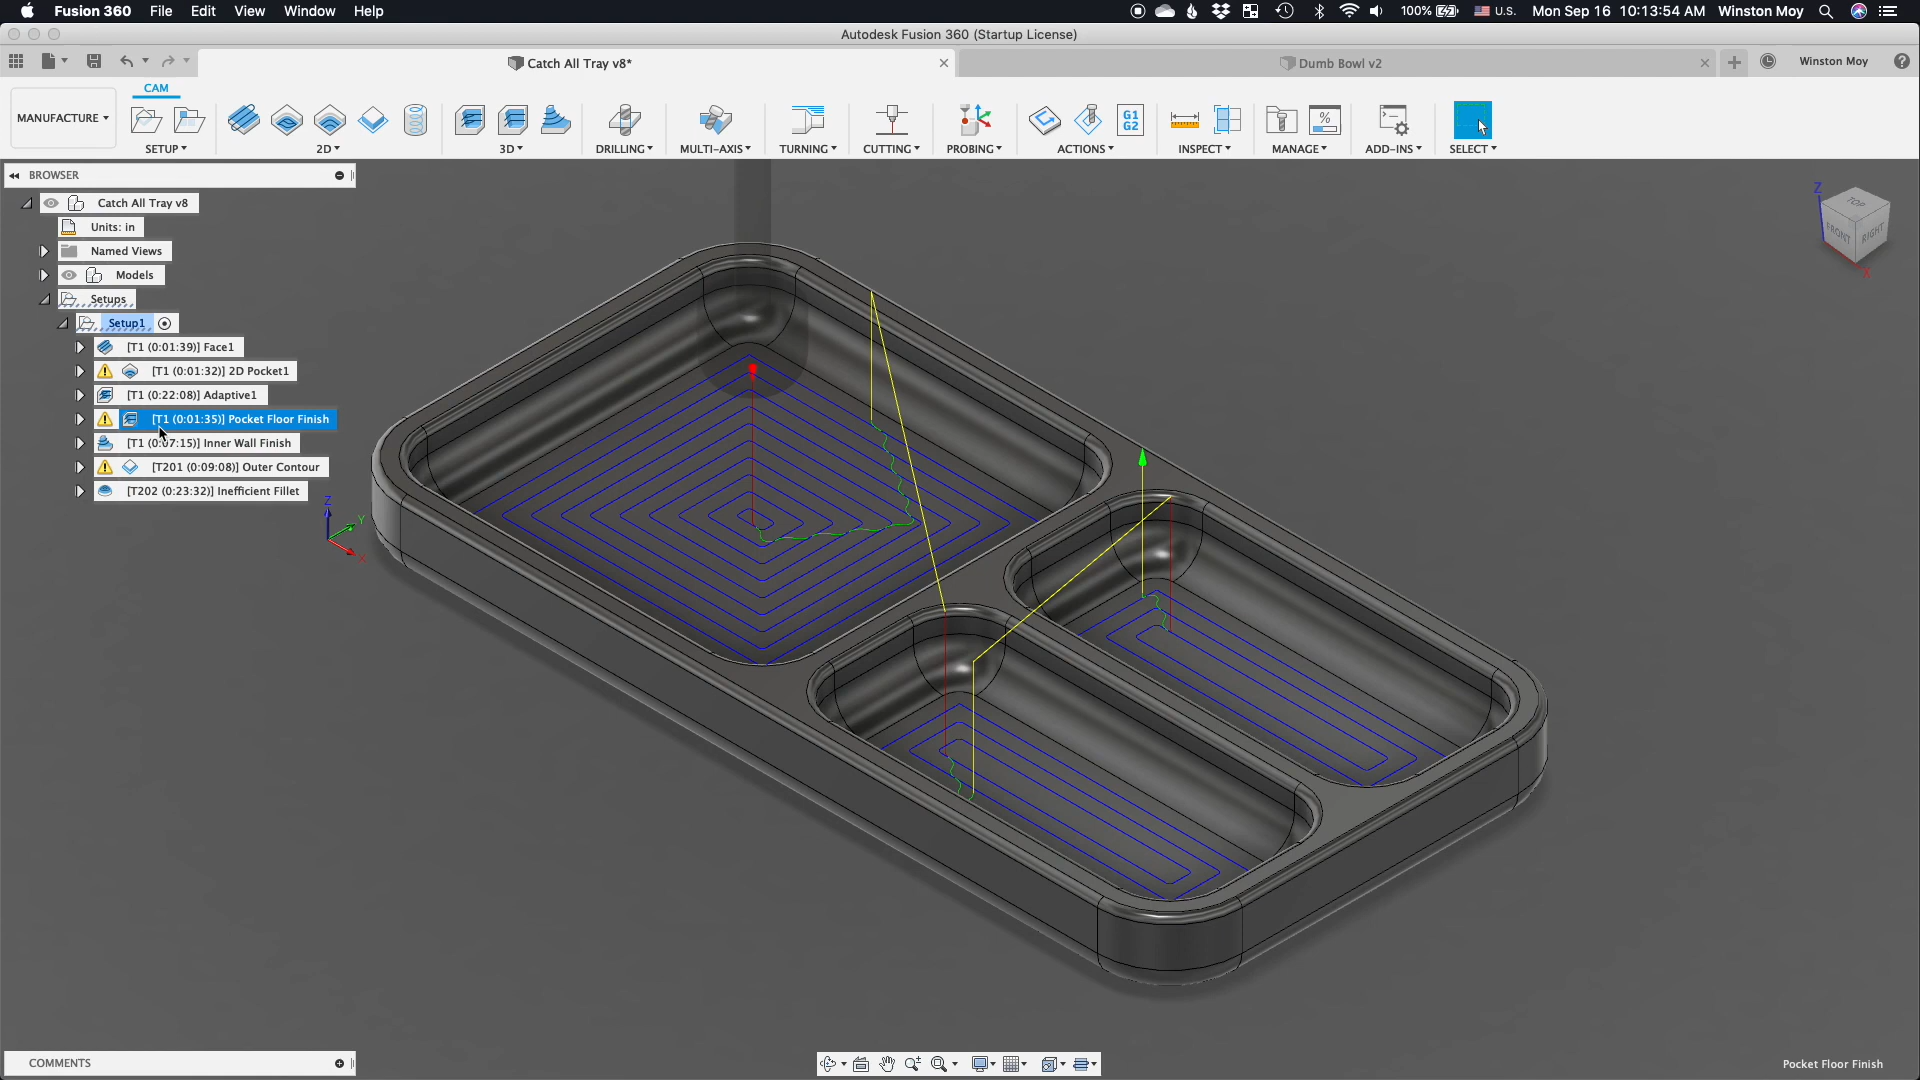 Fusion 360 File Edit View Window Help 100% U.S. Mon Sep 16 10:13:54 AM Winston Moy
Autodesk Fusion 360 (Startup License)
Catch All Tray v8* Dumb Bowl v2 Winston Moy
CAM
MANUFACTURE
G1
G2
%
SETUP 2D 3D DRILLING MULTI-AXIS TURNING CUTTING PROBING ACTIONS INSPECT MANAGE ADD-INS SELECT
BROWSER
Catch All Tray v8
Units: in
Named Views
Models
Setups
Setup1
[T1 (0:01:39)] Face1
[T1 (0:01:32)] 2D Pocket1
[T1 (0:22:08)] Adaptive1
[T1 (0:01:35)] Pocket Floor Finish
[T1 (0:07:15)] Inner Wall Finish
[T201 (0:09:08)] Outer Contour
[T202 (0:23:32)] Inefficient Fillet
Z
Y
X
Z
TOP
FRONT RIGHT
X
COMMENTS
Pocket Floor Finish